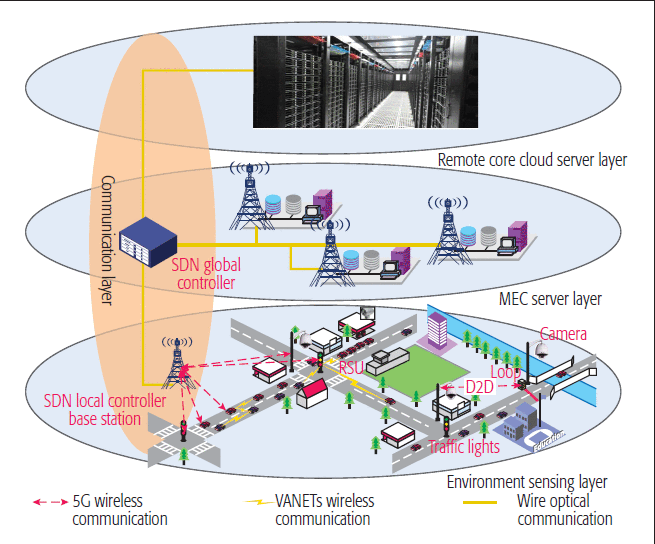 Remote core cloud server layer
Communication layer
SDN global
controller
MEC server layer
Camera
RSU
Loop
D2D
SDN local controller
base station
Traffic lights
Education
Environment sensing layer
5G wireless
communication
VANETs wireless
communication
Wire optical
communication